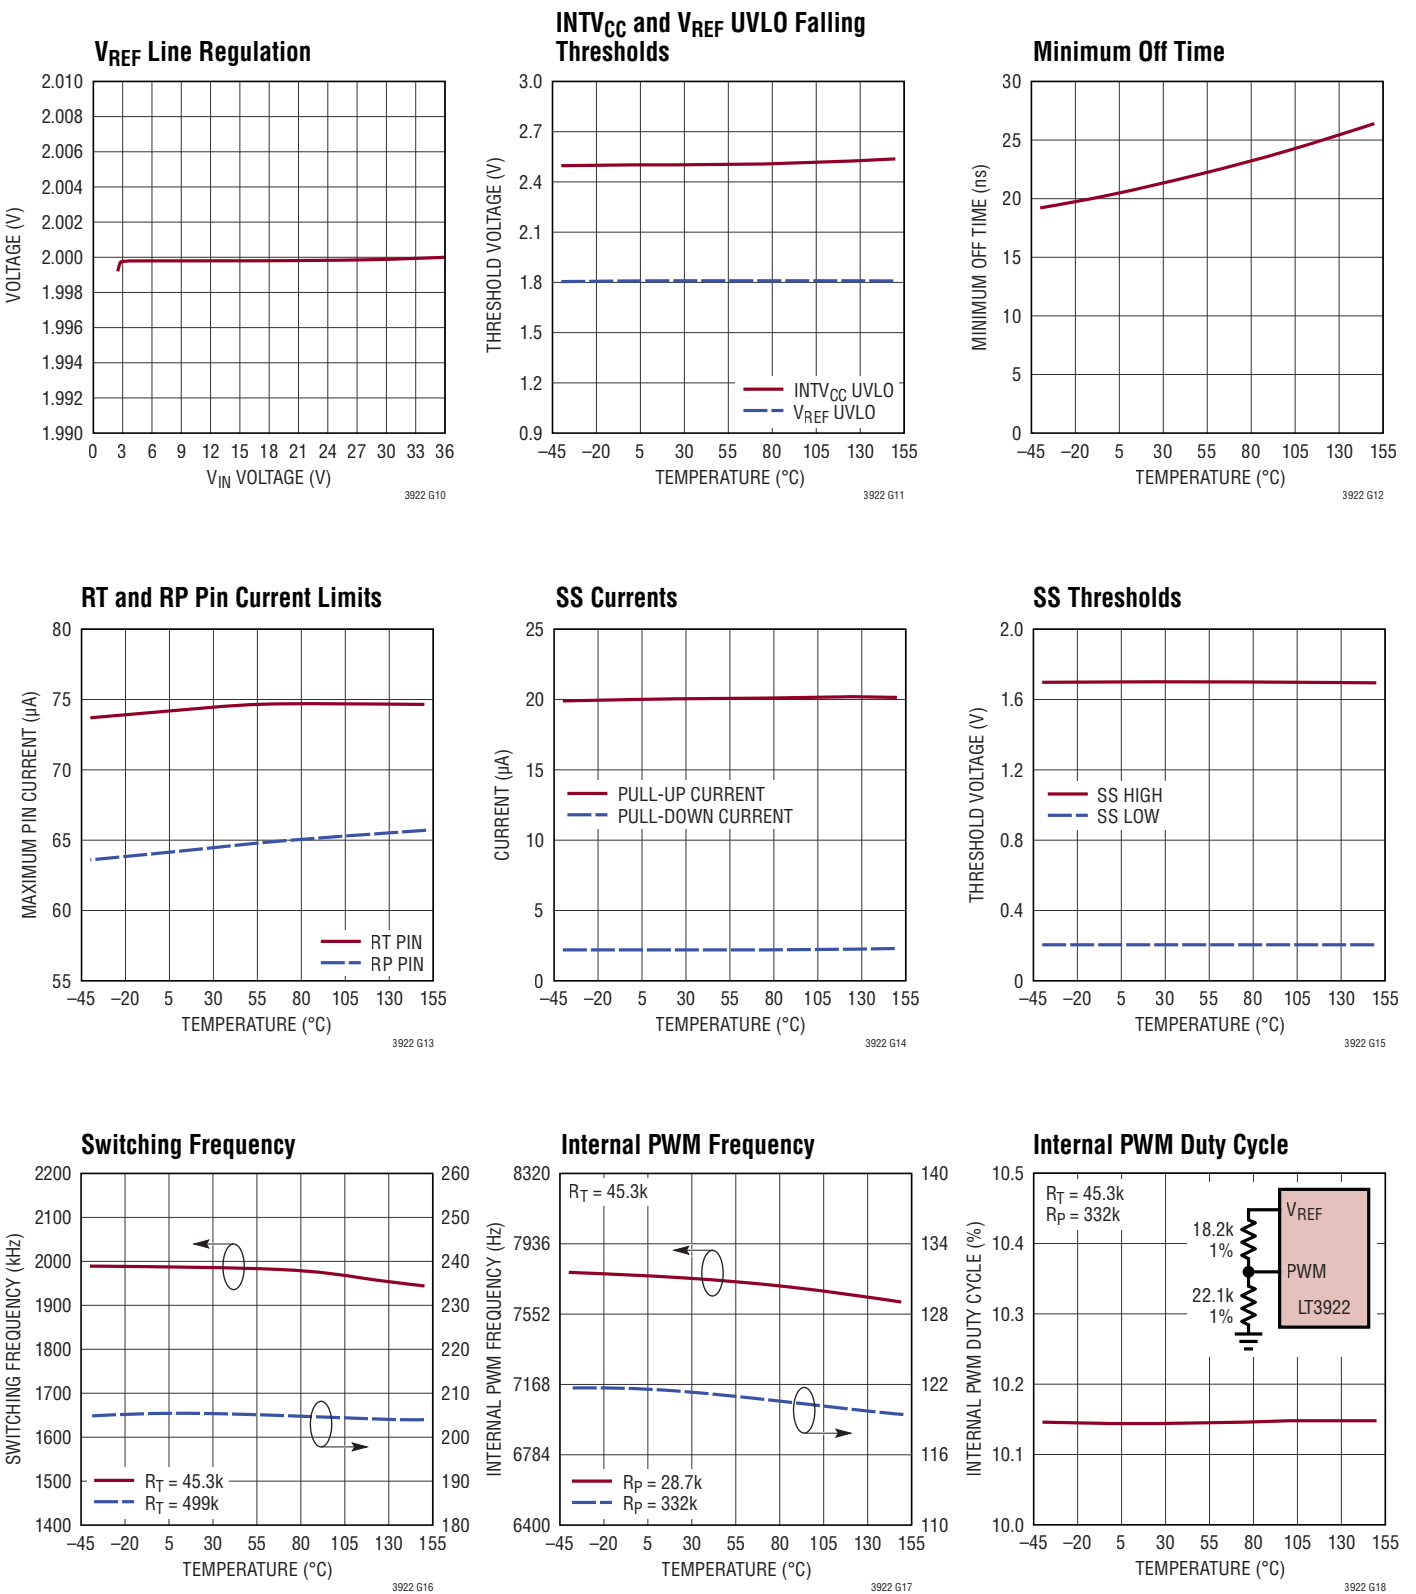 VREF Line Regulation
2.010
2.008
2.006
2.004
2.002
2.000
1.998
1.996
1.994
1.992
1.990
VOLTAGE (V)
0 3 6 9 12 15 18 21 24 27 30 33 36
VIN VOLTAGE (V)
3922 G10
INTVCC and VREF UVLO Falling
Thresholds
3.0
2.7
2.4
2.1
1.8
1.5
1.2
0.9
THRESHOLD VOLTAGE (V)
INTVCC UVLO
VREF UVLO
–45 –20 5 30 55 80 105 130 155
TEMPERATURE (°C)
3922 G11
Minimum Off Time
30
25
20
15
10
5
0
MINIMUM OFF TIME (ns)
–45 –20 5 30 55 80 105 130 155
TEMPERATURE (°C)
3922 G12
RT and RP Pin Current Limits
80
75
70
65
60
55
MAXIMUM PIN CURRENT (µA)
RT PIN
RP PIN
–45 –20 5 30 55 80 105 130 155
TEMPERATURE (°C)
3922 G13
SS Currents
25
20
15
10
5
0
CURRENT (µA)
PULL-UP CURRENT
PULL-DOWN CURRENT
–45 –20 5 30 55 80 105 130 155
TEMPERATURE (°C)
3922 G14
SS Thresholds
2.0
1.6
1.2
0.8
0.4
0
THRESHOLD VOLTAGE (V)
SS HIGH
SS LOW
–45 –20 5 30 55 80 105 130 155
TEMPERATURE (°C)
3922 G15
Switching Frequency
2200
2100
2000
1900
1800
1700
1600
1500
1400
SWITCHING FREQUENCY (kHz)
260
250
240
230
220
210
200
190
180
RT = 45.3k
RT = 499k
–45 –20 5 30 55 80 105 130 155
TEMPERATURE (°C)
3922 G16
Internal PWM Frequency
8320
7936
7552
7168
6784
6400
INTERNAL PWM FREQUENCY (Hz)
RT = 45.3k
140
134
128
122
116
110
RP = 28.7k
RP = 332k
–45 –20 5 30 55 80 105 130 155
TEMPERATURE (°C)
3922 G17
Internal PWM Duty Cycle
10.5
10.4
10.3
10.2
10.1
10.0
INTERNAL PWM DUTY CYCLE (%)
RT = 45.3k
RP = 332k
18.2k
1%
22.1k
1%
VREF
PWM
LT3922
–45 –20 5 30 55 80 105 130 155
TEMPERATURE (°C)
3922 G18